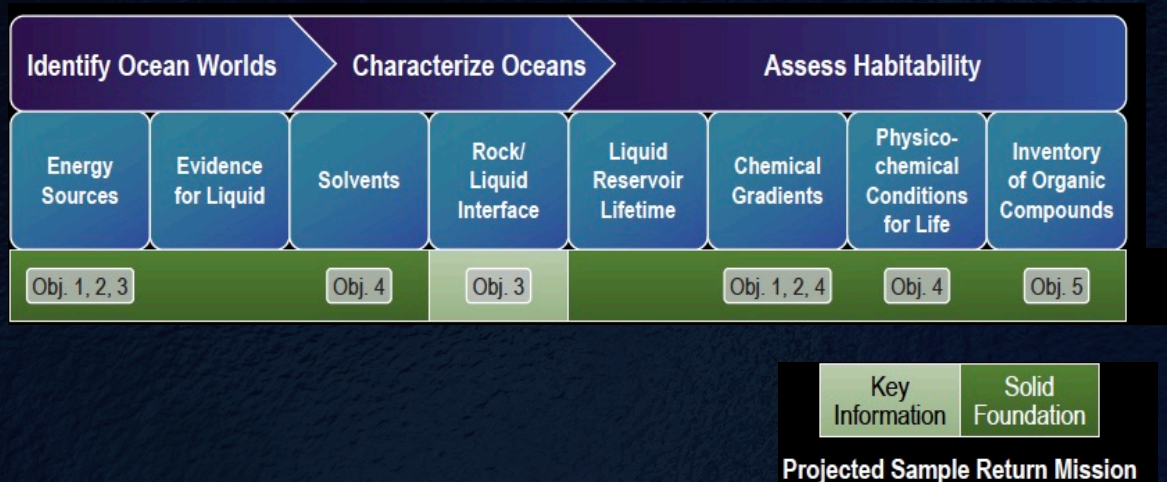 Identify Ocean Worlds
Characterize Oceans
Assess Habitability
Energy
Sources
Evidence
for Liquid
Solvents
Rock/
Liquid
Interface
Liquid
Reservoir
Lifetime
Chemical
Gradients
Physico-
chemical
Conditions
for Life
Inventory
of Organic
Compounds
Obj. 1, 2, 3
Obj. 4
Obj. 3
Obj. 1, 2, 4
Obj. 4
Obj. 5
Key
Information
Solid
Foundation
Projected Sample Return Mission